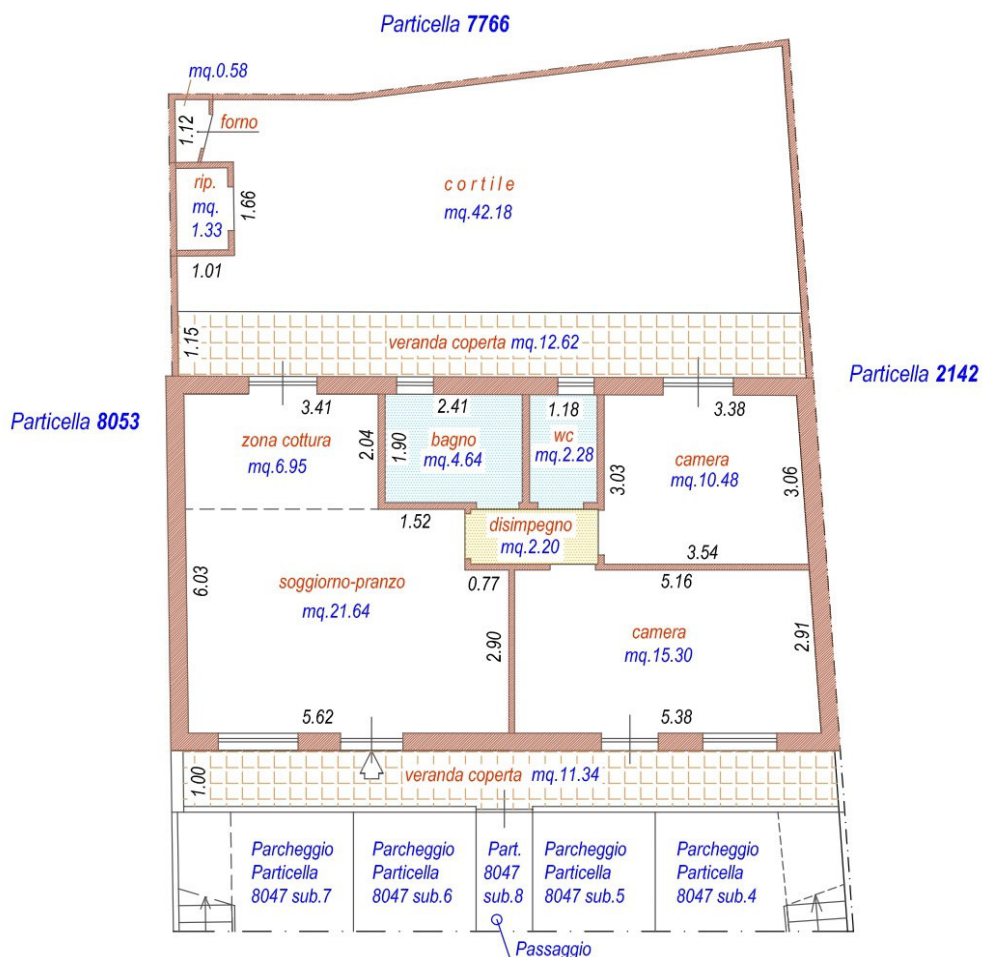 Particella 7766
mq.0.58
1.12
forno
rip.
mq.
1.33
1.66
1.01
cortile
mq.42.18
1.15
veranda coperta mq.12.62
Particella 2142
Particella 8053
3.41
2.41
1.18
3.38
zona cottura
mq.6.95
2.04
1.90
bagno
mq.4.64
wc
mq.2.28
3.03
camera
mq.10.48
3.06
1.52
disimpegno
mq.2.20
3.54
6.03
soggiorno-pranzo
mq.21.64
0.77
5.16
2.90
camera
mq.15.30
2.91
5.62
5.38
1.00
veranda coperta mq.11.34
Parcheggio
Particella
8047 sub.7
Parcheggio
Particella
8047 sub.6
Part.
8047
sub.8
Parcheggio
Particella
8047 sub.5
Parcheggio
Particella
8047 sub.4
Passaggio